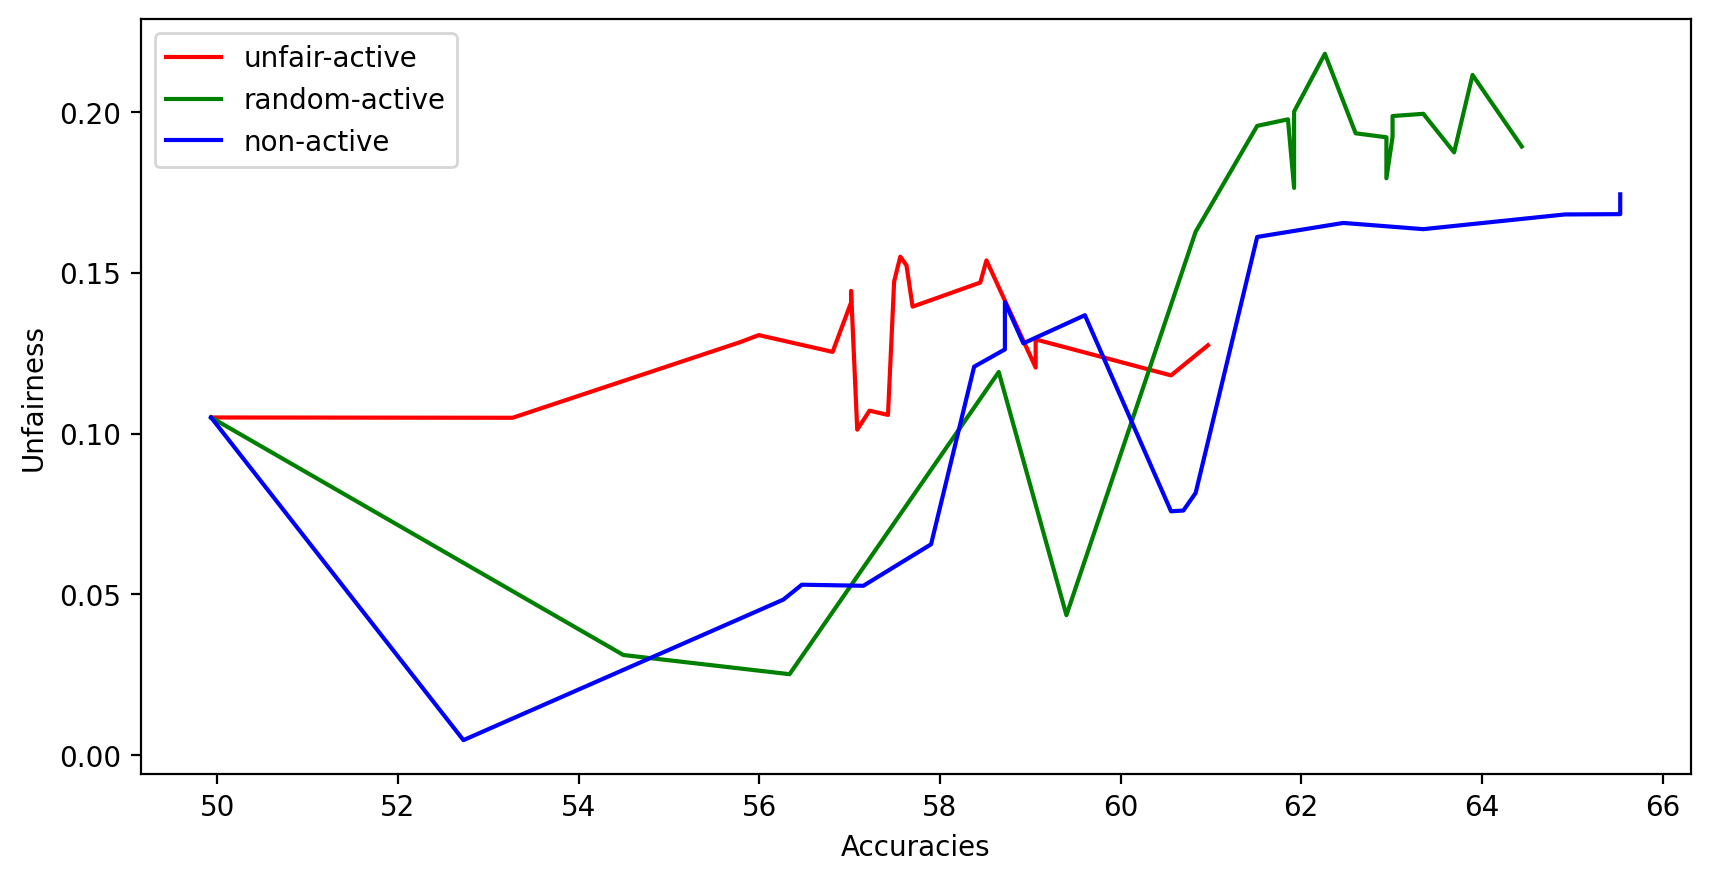 unfair-active
random-active
non-active
0.20
0.15
0.10
0.05
0.00
Unfairness
50 52 54 56 58 60 62 64 66
Accuracies